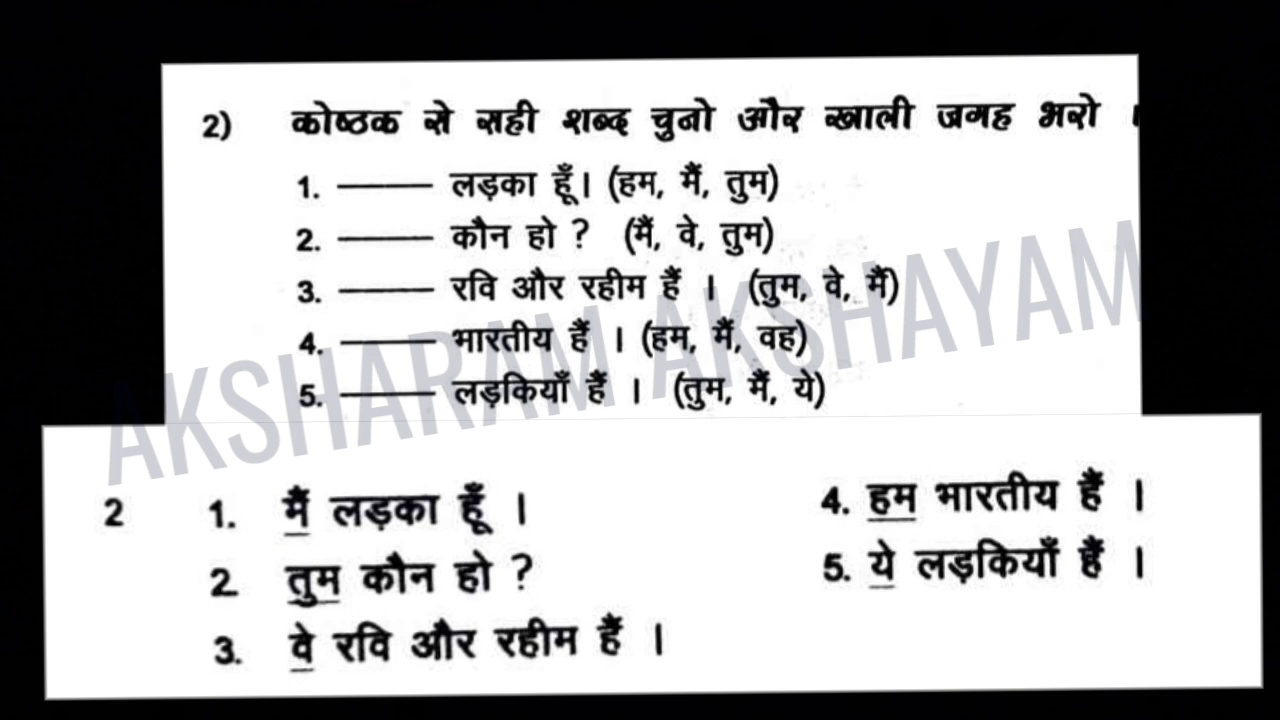 2) कोष्ठक से सही शब्द चुनो और खाली जगह भरो ।
1. ——— लड़का हूँ। (हम, मैं, तुम)
2. ——— कौन हो ? (मैं, वे, तुम)
3. ——— रवि और रहीम हैं । (तुम, वे, मैं)
4. ——— भारतीय हैं । (हम, मैं, वह)
5. ——— लड़कियाँ हैं । (तुम, मैं, ये)
AKSHARAM AKSHAYAM
2 1. मैं लड़का हूँ ।
2. तुम कौन हो ?
3. वे रवि और रहीम हैं ।
4. हम भारतीय हैं ।
5. ये लड़कियाँ हैं ।